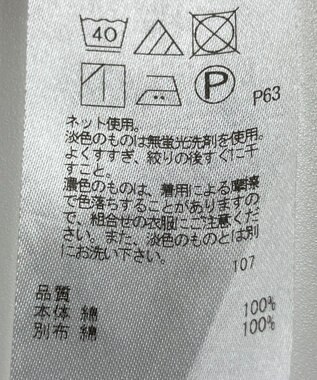 40
P
P63
ネット使用。
淡色のものは無蛍光洗剤を使用。
よくすすぎ、絞りの後すぐに干
すこと。
濃色のものは、着用による摩擦
で色落ちすることがありますの
で、組合せの衣服にご注意くだ
さい。また、淡色のものとは別
にお洗い下さい。
107
品質
本体 綿 100%
別布 綿 100%